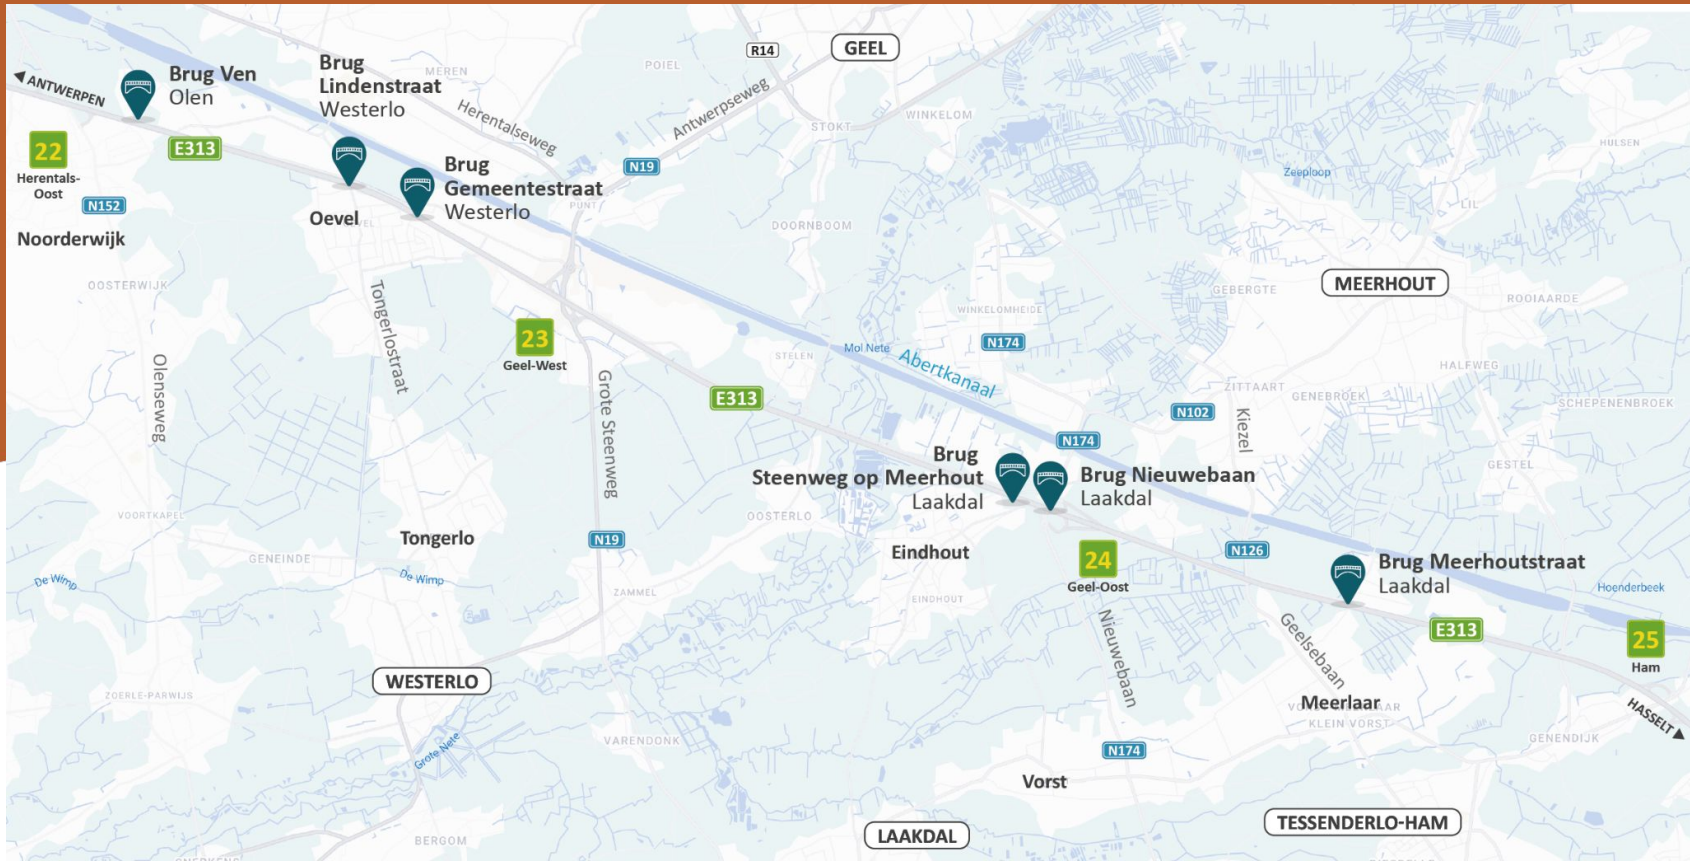 ANTWERPEN
Brug Ven
Olen
Brug
Lindenstraat
Westerlo
MEREN
Herentalseweg
POIEL
R14
GEEL
Antwerpseweg
STOKT
WINKELOM
HULSEN
22
Herentals-
Oost
E313
N152
Noorderwijk
Oevel
Brug
Gemeentestraat
Westerlo
PUNT
N19
DOORNBOOM
Zeeploop
LIL
MEERHOUT
GEBERGTE
ROOIAARDE
OOSTERWIJK
Tongerlostraat
23
Geel-West
WINKELOMHEIDE
N174
Mol Nete
Abertkanaal
STELEN
Olenseweg
Grote Steenweg
E313
HALFWEG
ZITTAART
GENEBROEK
SCHEPENENBROEK
N102
Kiezel
N174
Brug
Steenweg op Meerhout
Laakdal
Brug Nieuwebaan
Laakdal
GESTEL
VOORTKAPEL
OOSTERLO
Tongerlo
N19
GENEINDE
De Wimp
De Wimp
ZAMMEL
Eindhout
EINDHOUT
24
Geel-Oost
N126
Brug Meerhoutstraat
Laakdal
Hoenderbeek
E313
25
Ham
Nieuwebaan
Geelsebaan
WESTERLO
ZOERLE-PARWIJS
Meerlaar
KLEIN VORST
HASSELT
GENENDIJK
Grote Nete
VARENDONK
N174
Vorst
BERGOM
LAAKDAL
TESSENDERLO-HAM